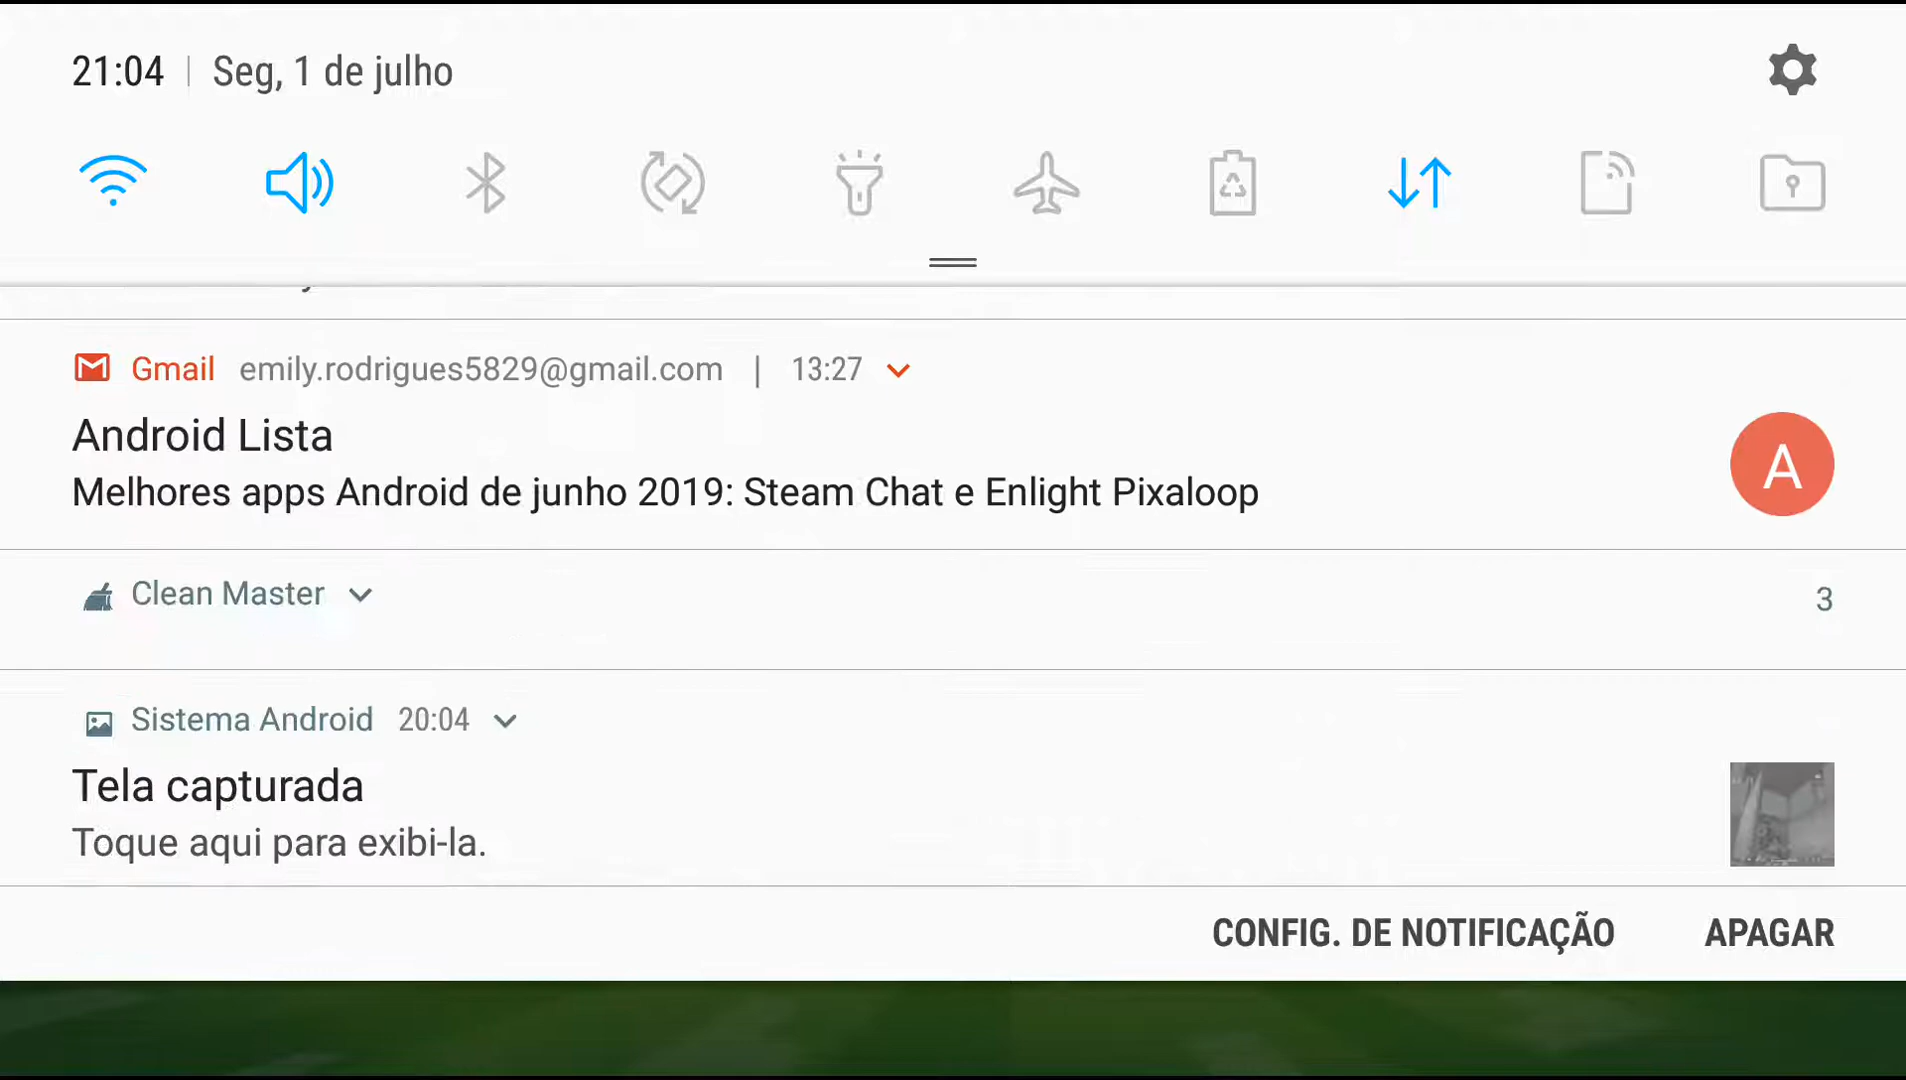 21:04 | Seg, 1 de julho
Gmail emily.rodrigues5829@gmail.com | 13:27
Android Lista
Melhores apps Android de junho 2019: Steam Chat e Enlight Pixaloop
A
Clean Master
3
Sistema Android 20:04
Tela capturada
Toque aqui para exibi-la.
CONFIG. DE NOTIFICAÇÃO APAGAR